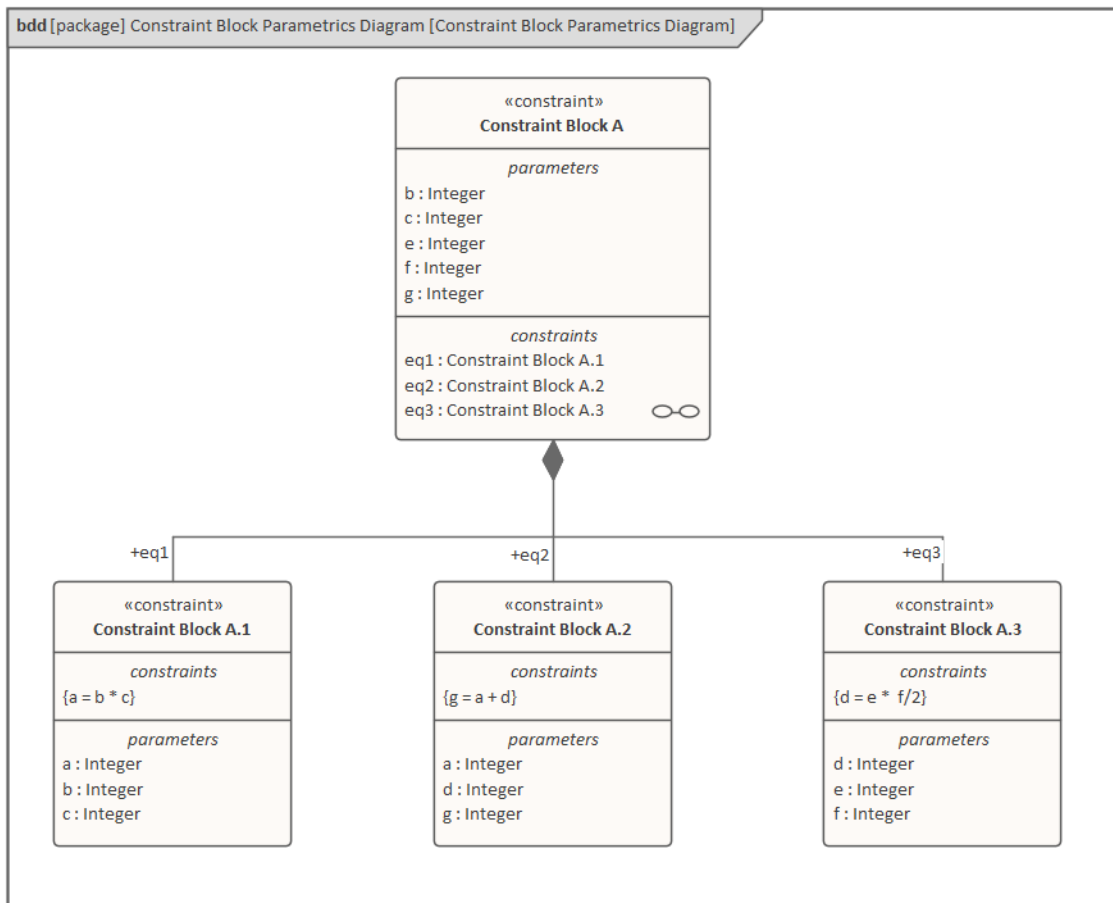 bdd [package] Constraint Block Parametrics Diagram [Constraint Block Parametrics Diagram]
«constraint»
Constraint Block A
parameters
b : Integer
c : Integer
e : Integer
f : Integer
g : Integer
constraints
eq1 : Constraint Block A.1
eq2 : Constraint Block A.2
eq3 : Constraint Block A.3
+eq1
+eq2
+eq3
«constraint»
Constraint Block A.1
constraints
{a = b * c}
parameters
a : Integer
b : Integer
c : Integer
«constraint»
Constraint Block A.2
constraints
{g = a + d}
parameters
a : Integer
d : Integer
g : Integer
«constraint»
Constraint Block A.3
constraints
{d = e *  f/2}
parameters
d : Integer
e : Integer
f : Integer